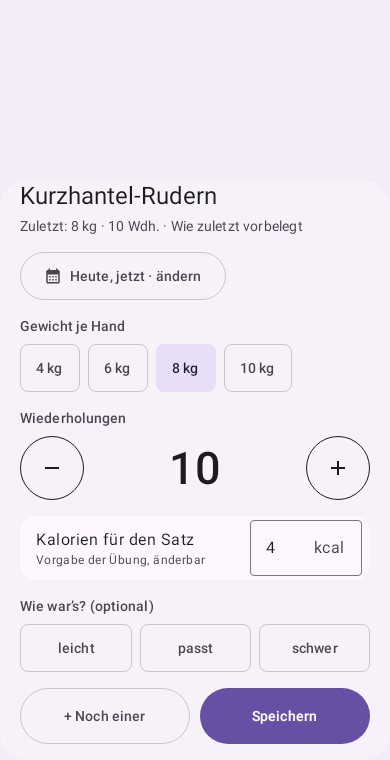 Kurzhantel-Rudern
Zuletzt: 8 kg · 10 Wdh. · Wie zuletzt vorbelegt
Heute, jetzt · ändern
Gewicht je Hand
4 kg 6 kg 8 kg 10 kg
Wiederholungen
− 10 +
Kalorien für den Satz
Vorgabe der Übung, änderbar
4 kcal
Wie war's? (optional)
leicht passt schwer
+ Noch einer Speichern